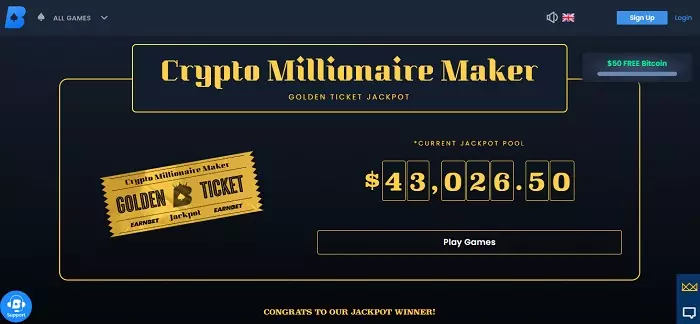 ALL GAMES
Sign Up
Login
Crypto Millionaire Maker
GOLDEN TICKET JACKPOT
$50 FREE Bitcoin
*CURRENT JACKPOT POOL
$43,026.50
Crypto Millionaire Maker
GOLDEN B TICKET
EARNBET Jackpot EARNBET
Play Games
Support
CONGRATS TO OUR JACKPOT WINNER!